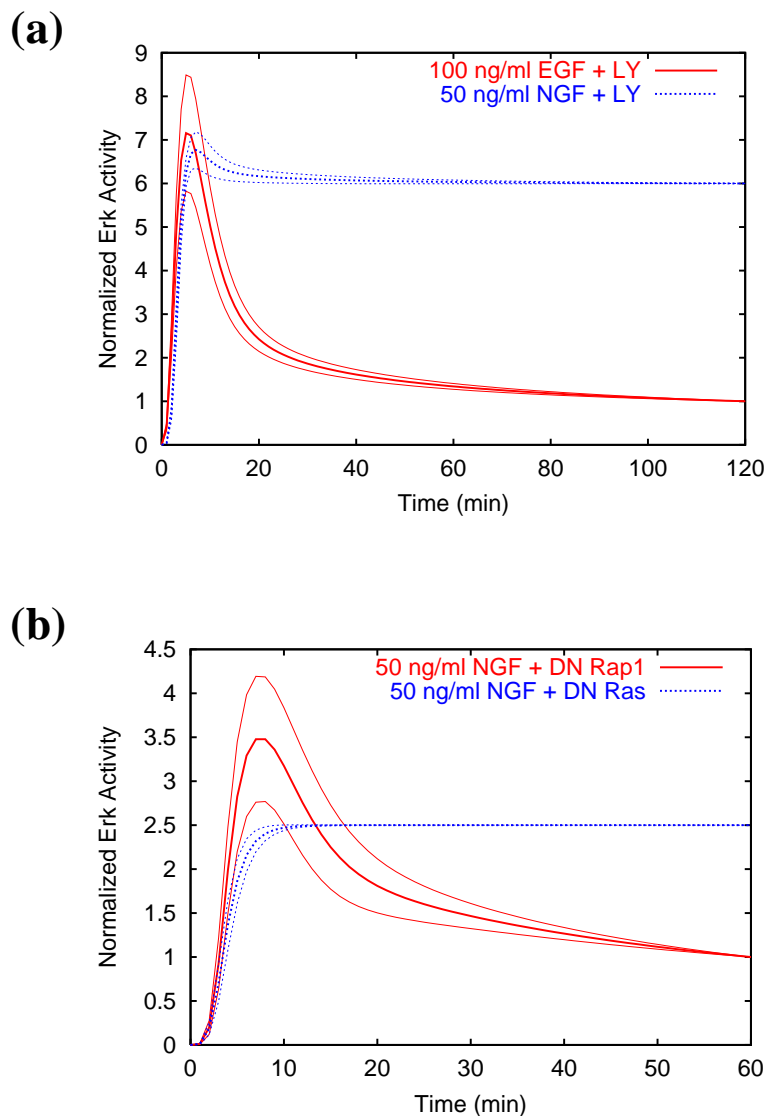 (a)
9
8
7
6
5
4
3
2
1
0
Normalized Erk Activity
100 ng/ml EGF + LY
50 ng/ml NGF + LY
0 20 40 60 80 100 120
Time (min)
(b)
4.5
4
3.5
3
2.5
2
1.5
1
0.5
0
Normalized Erk Activity
50 ng/ml NGF + DN Rap1
50 ng/ml NGF + DN Ras
0 10 20 30 40 50 60
Time (min)